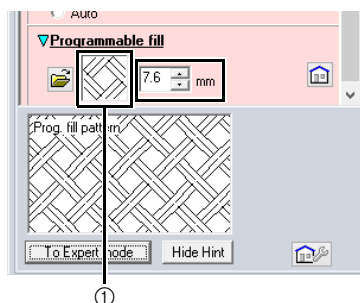 Auto
Programmable fill
7.6 mm
Prog. fill pattern
To Expert mode Hide Hint
①